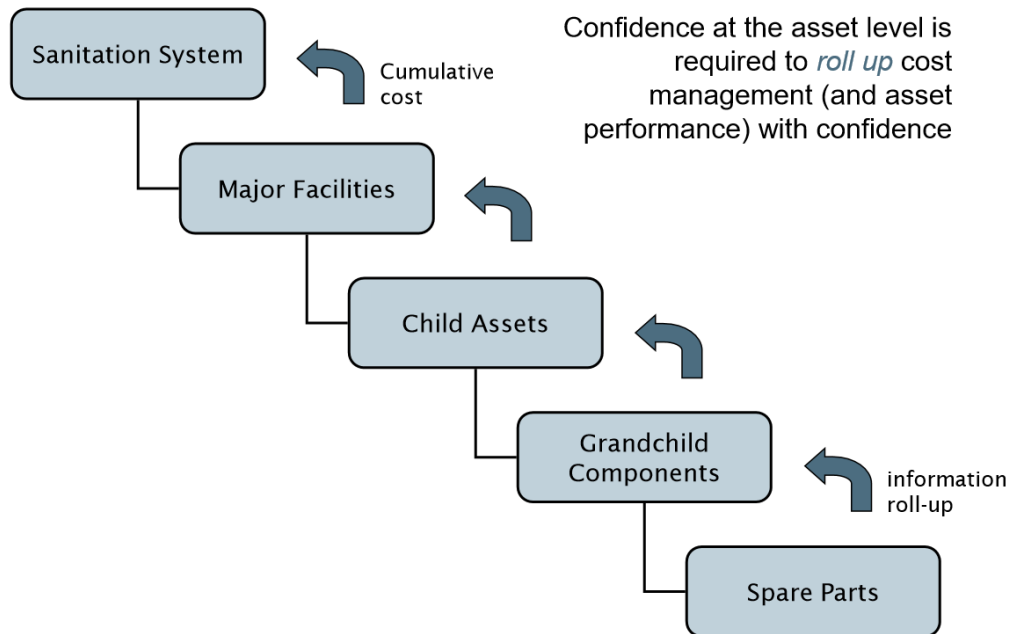 Sanitation System
Cumulative
cost
Confidence at the asset level is
required to roll up cost
management (and asset
performance) with confidence
Major Facilities
Child Assets
Grandchild
Components
information
roll-up
Spare Parts